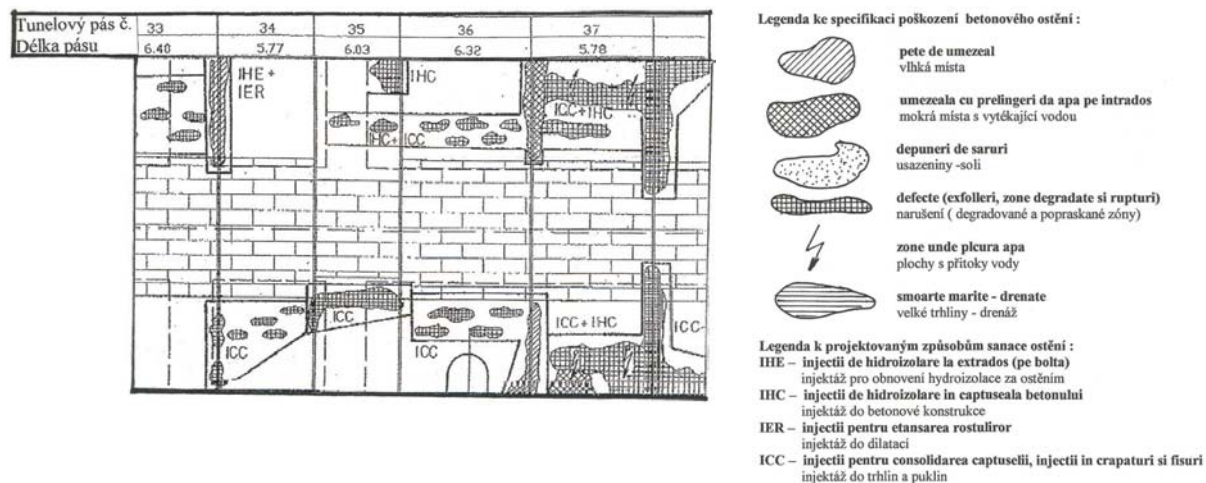 Tunelový pás č. 33 34 35 36 37
Délka pásu 6.40 5.77 6.03 6.32 5.78
IHE +
IER
IHC
ICC+IHC
IHC+ICC
ICC
ICC
ICC
ICC+IHC
ICC-
Legenda ke specifikaci poškození betonového ostění :
pete de umezeal
vlhká místa
umezeala cu prelingeri da apa pe intrados
mokrá místa s vytékající vodou
depuneri de saruri
usazeniny -soli
defecte (exfolleri, zone degradate si rupturi)
narušení ( degradované a popraskané zóny)
zone unde plcura apa
plochy s přitoky vody
smoarte marite - drenate
velké trhliny - drenáž
Legenda k projektovaným způsobům sanace ostění :
IHE – injectii de hidroizolare la extrados (pe bolta)
injektáž pro obnovení hydroizolace za ostěním
IHC – injectii de hidroizolare in captuseala betonului
injektáž do betonové konstrukce
IER – injectii pentru etansarea rostuliror
injektáž do dilatací
ICC – injectii pentru consolidarea captuselii, injectii in crapaturi si fisuri
injektáž do trhlin a puklin